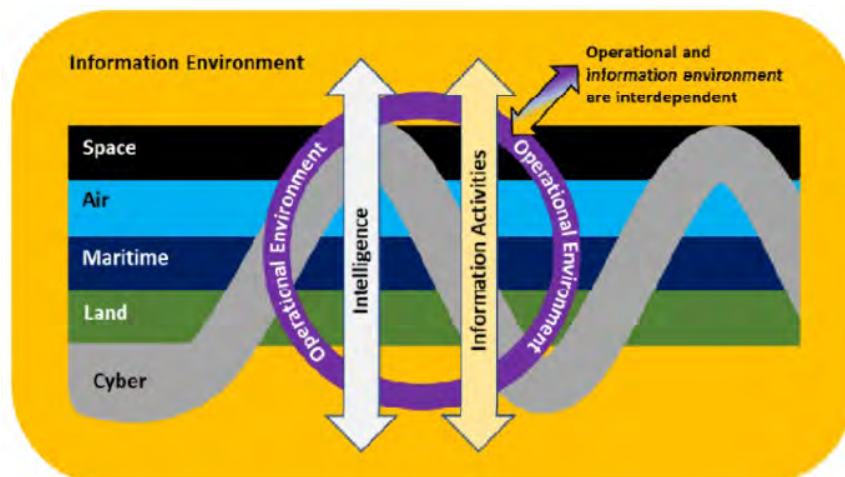 Information Environment
Operational and
information environment
are interdependent
Space
Air
Maritime
Land
Cyber
Operational Environment
Intelligence
Information Activities
Operational Environment